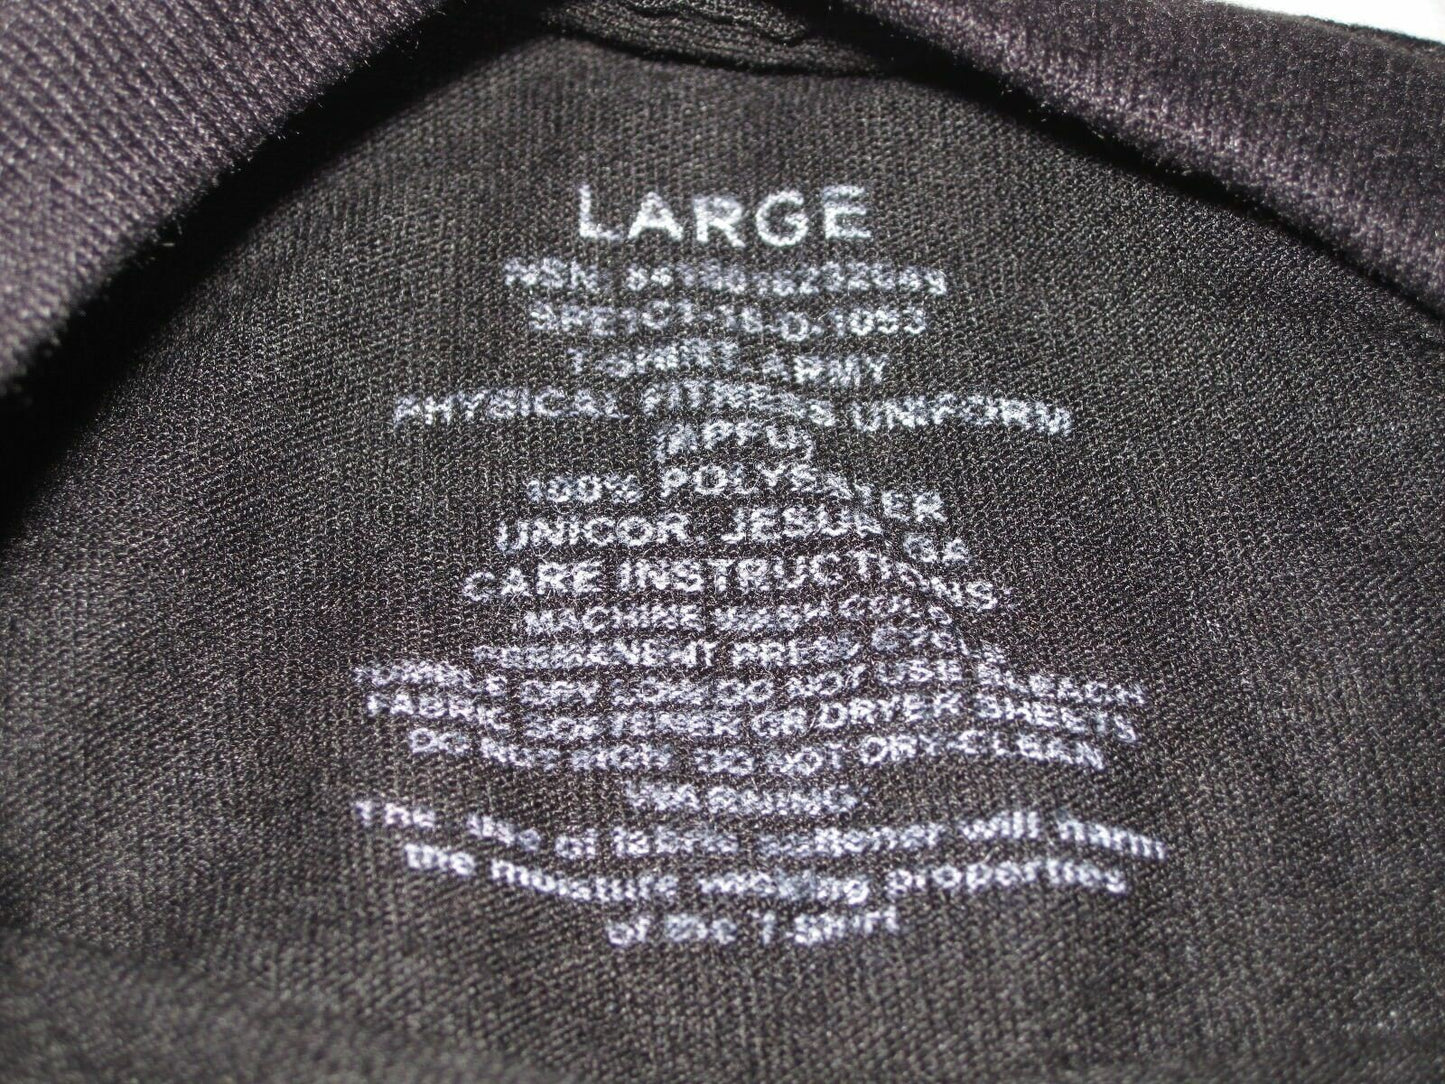 LARGE
NSN:
T-SHIRT, ARMY
PHYSICAL FITNESS UNIFORM
(APFU)
100% POLYESTER
UNICOR, JESUP, GA
CARE INSTRUCTIONS:
MACHINE WASH COLD
PERMANENT PRESS CYCLE
TUMBLE DRY LOW DO NOT USE BLEACH
FABRIC SOFTENER OR DRYER SHEETS
DO NOT IRON DO NOT DRY-CLEAN
WARNING:
The use of fabric softener will harm
the moisture wicking properties
of the T-shirt